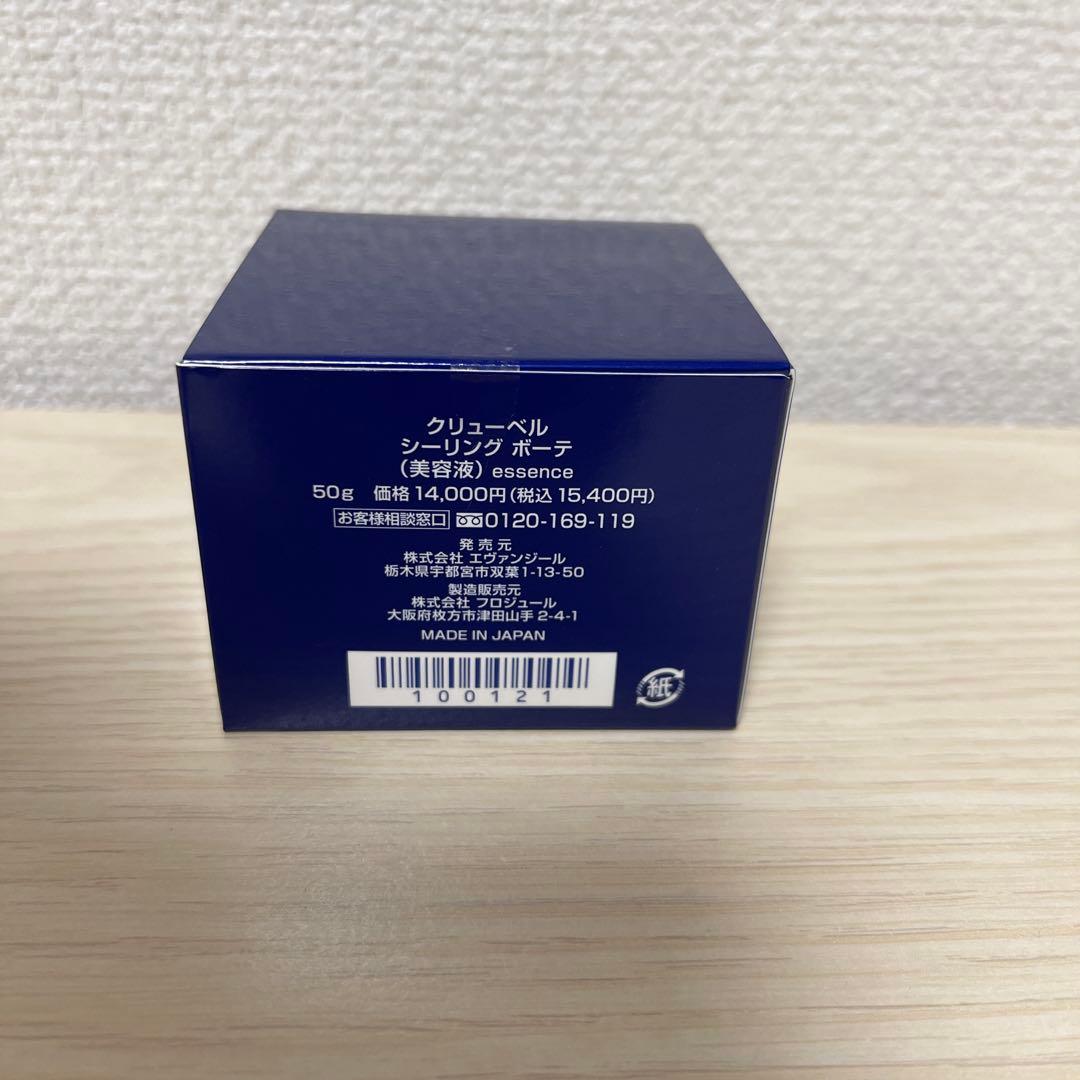 クリューベル
シーリング ボーテ
（美容液）essence
50g 価格 14,000円（税込 15,400円）
お客様相談窓口 0120-169-119
発売元
株式会社 エヴァンジール
栃木県宇都宮市双葉1-13-50
製造販売元
株式会社 フロジュール
大阪府枚方市津田山手2-4-1
MADE IN JAPAN
100121
紙